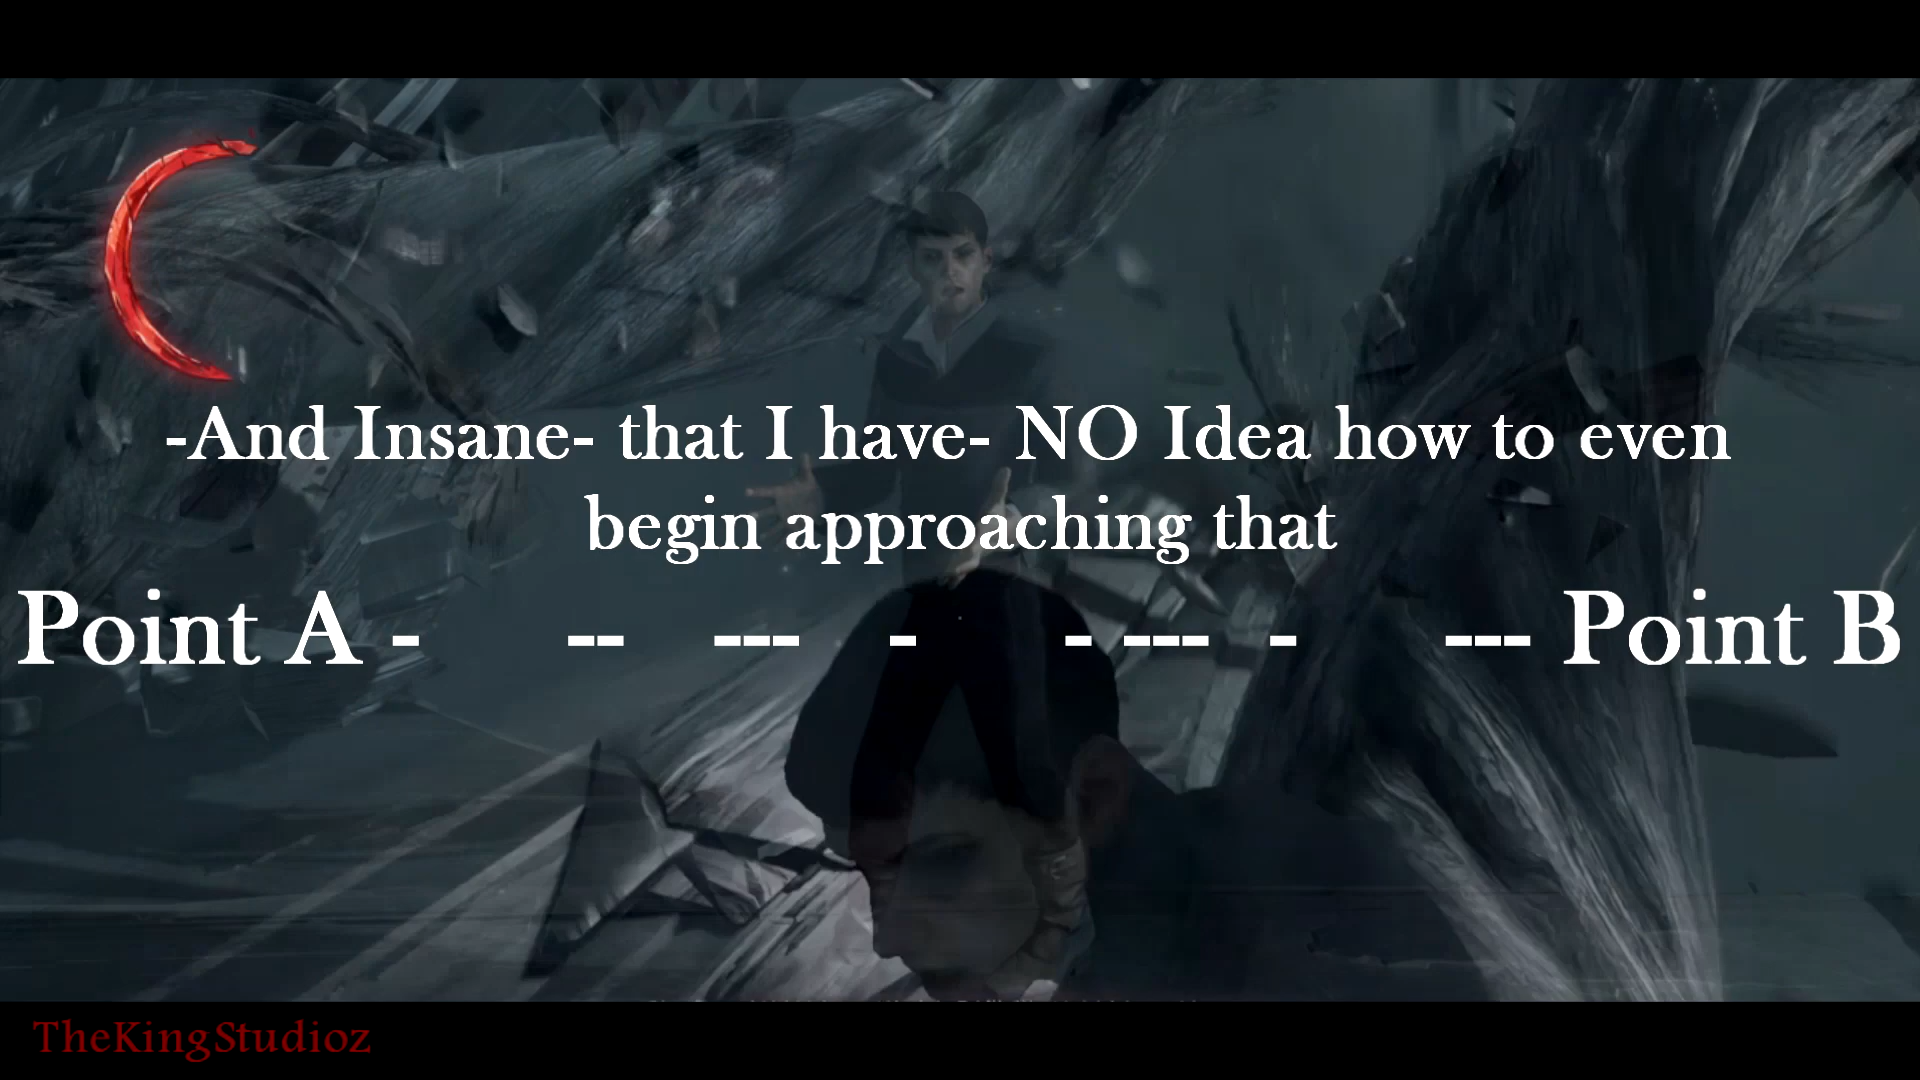 -And Insane- that I have- NO Idea how to even
begin approaching that
Point A - -- --- - - --- - --- Point B
TheKingStudioz